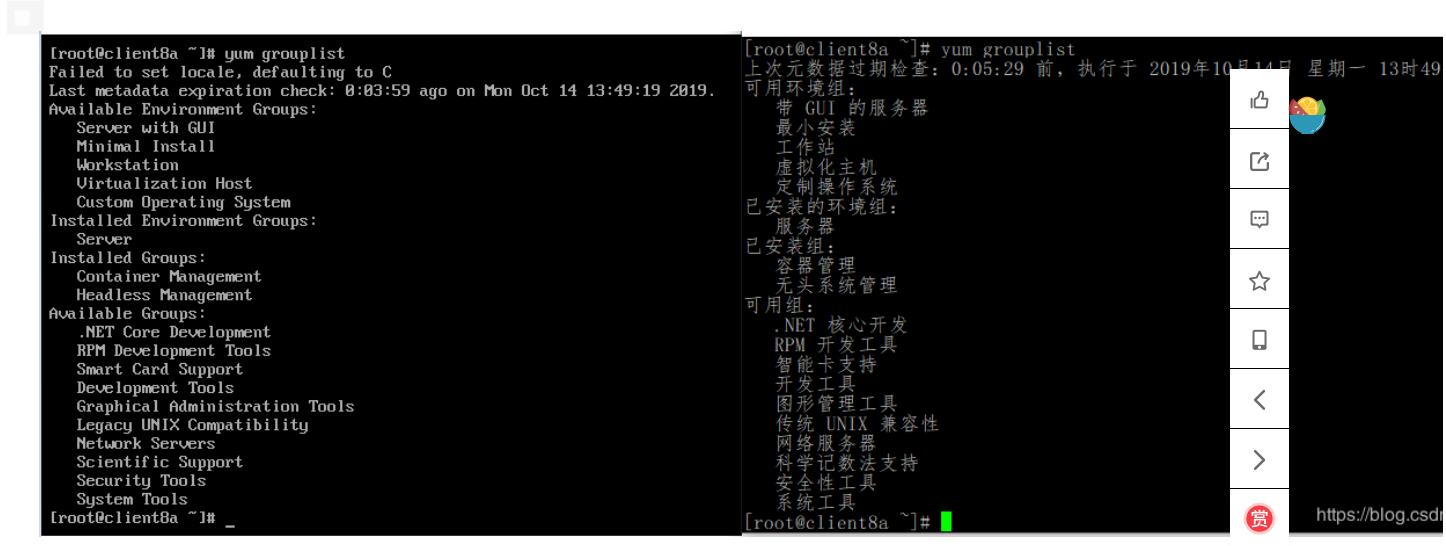 [root@client8a ~]# yum grouplist
Failed to set locale, defaulting to C
Last metadata expiration check: 0:03:59 ago on Mon Oct 14 13:49:19 2019.
Available Environment Groups:
Server with GUI
Minimal Install
Workstation
Virtualization Host
Custom Operating System
Installed Environment Groups:
Server
Installed Groups:
Container Management
Headless Management
Available Groups:
.NET Core Development
RPM Development Tools
Smart Card Support
Development Tools
Graphical Administration Tools
Legacy UNIX Compatibility
Network Servers
Scientific Support
Security Tools
System Tools
[root@client8a ~]# _
[root@client8a ~]# yum grouplist
上次元数据过期检查：0:05:29 前，执行于 2019年10月14日 星期一 13时49
可用环境组：
带 GUI 的服务器
最小安装
工作站
虚拟化主机
定制操作系统
已安装的环境组：
服务器
已安装组：
容器管理
无头系统管理
可用组：
.NET 核心开发
RPM 开发工具
智能卡支持
开发工具
图形管理工具
传统 UNIX 兼容性
网络服务器
科学记数法支持
安全性工具
系统工具
[root@client8a ~]#
赏
https://blog.csd